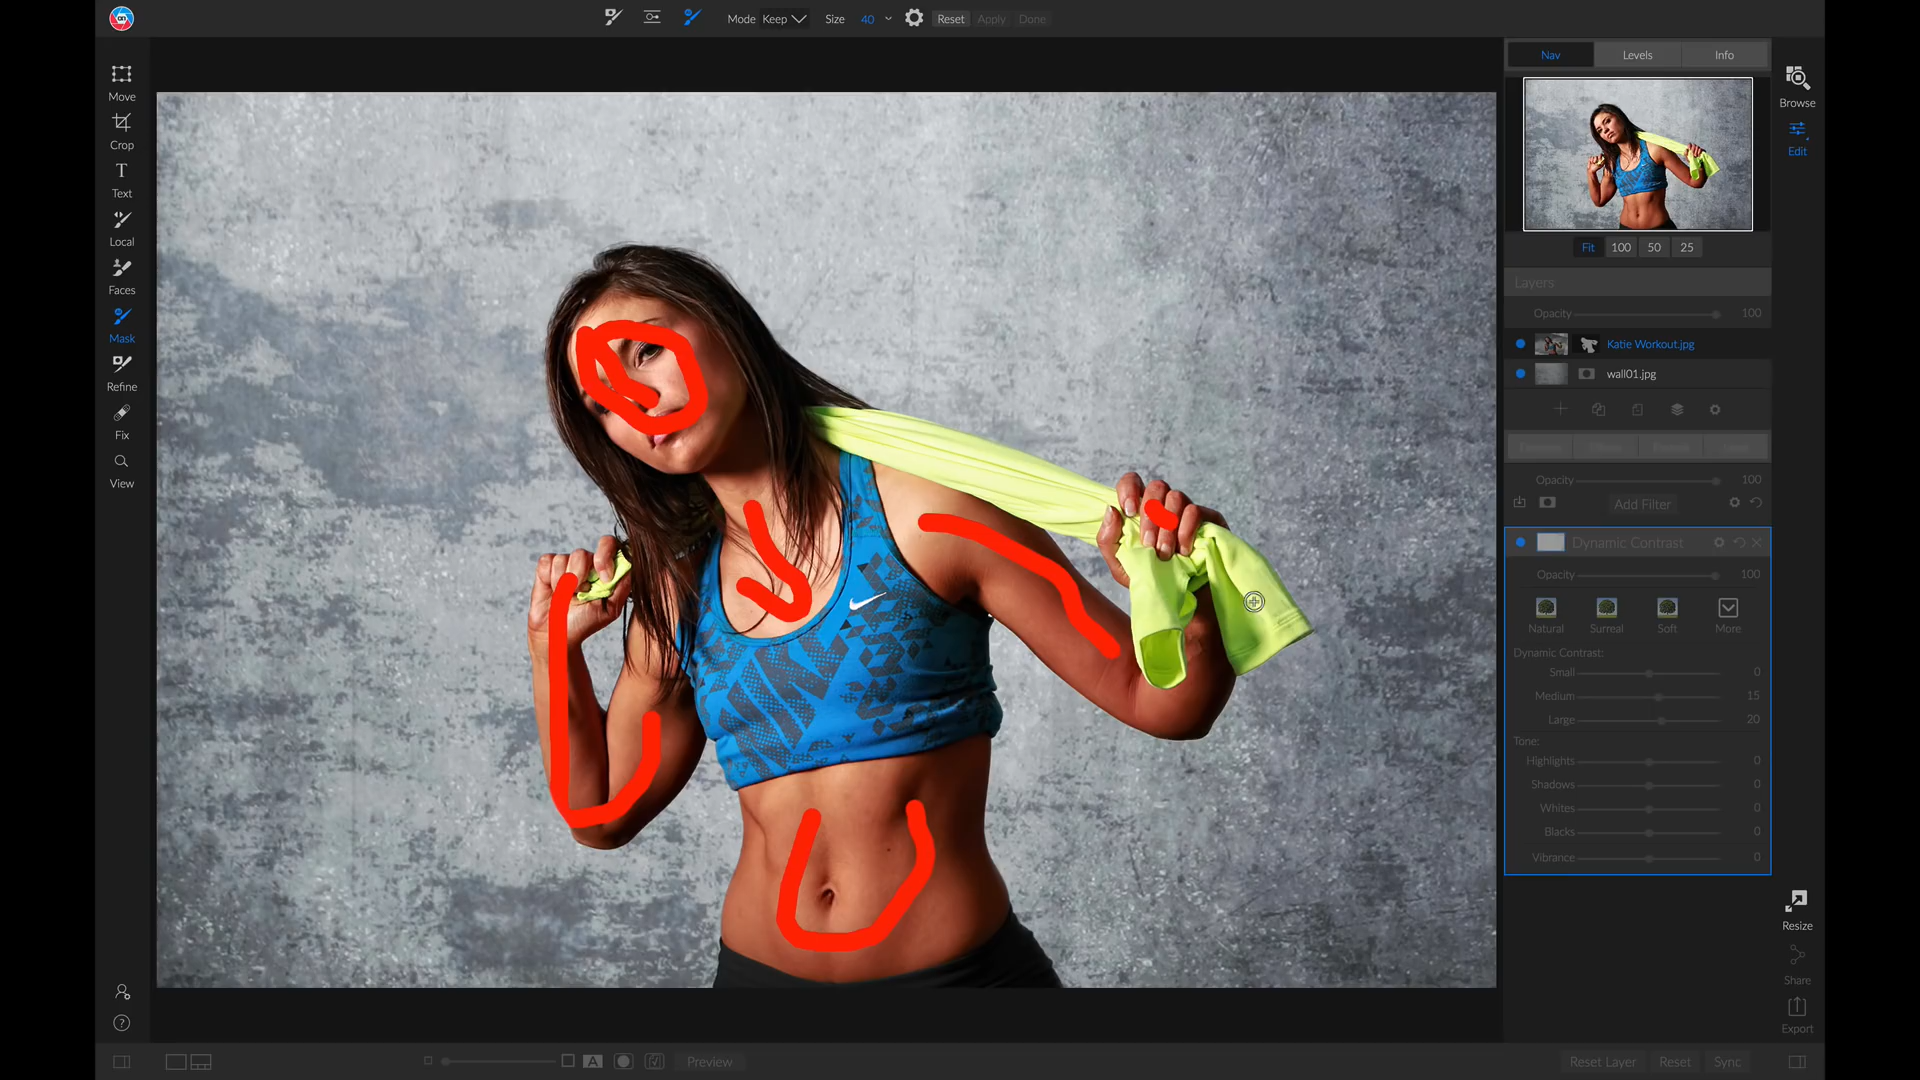 Mode Keep Size 40 Reset Apply Done
Move
Crop
Text
Local
Faces
Mask
Refine
Fix
View
Nav Levels Info
Fit 100 50 25
Layers
Opacity 100
Katie Workout.jpg
wall01.jpg
Opacity 100
Add Filter
Dynamic Contrast
Opacity 100
Natural Surreal Soft More
Dynamic Contrast:
Small 0
Medium 15
Large 20
Tone:
Highlights 0
Shadows 0
Whites 0
Blacks 0
Vibrance 0
Browse
Edit
Resize
Share
Export
A Preview
Reset Layer Reset Sync